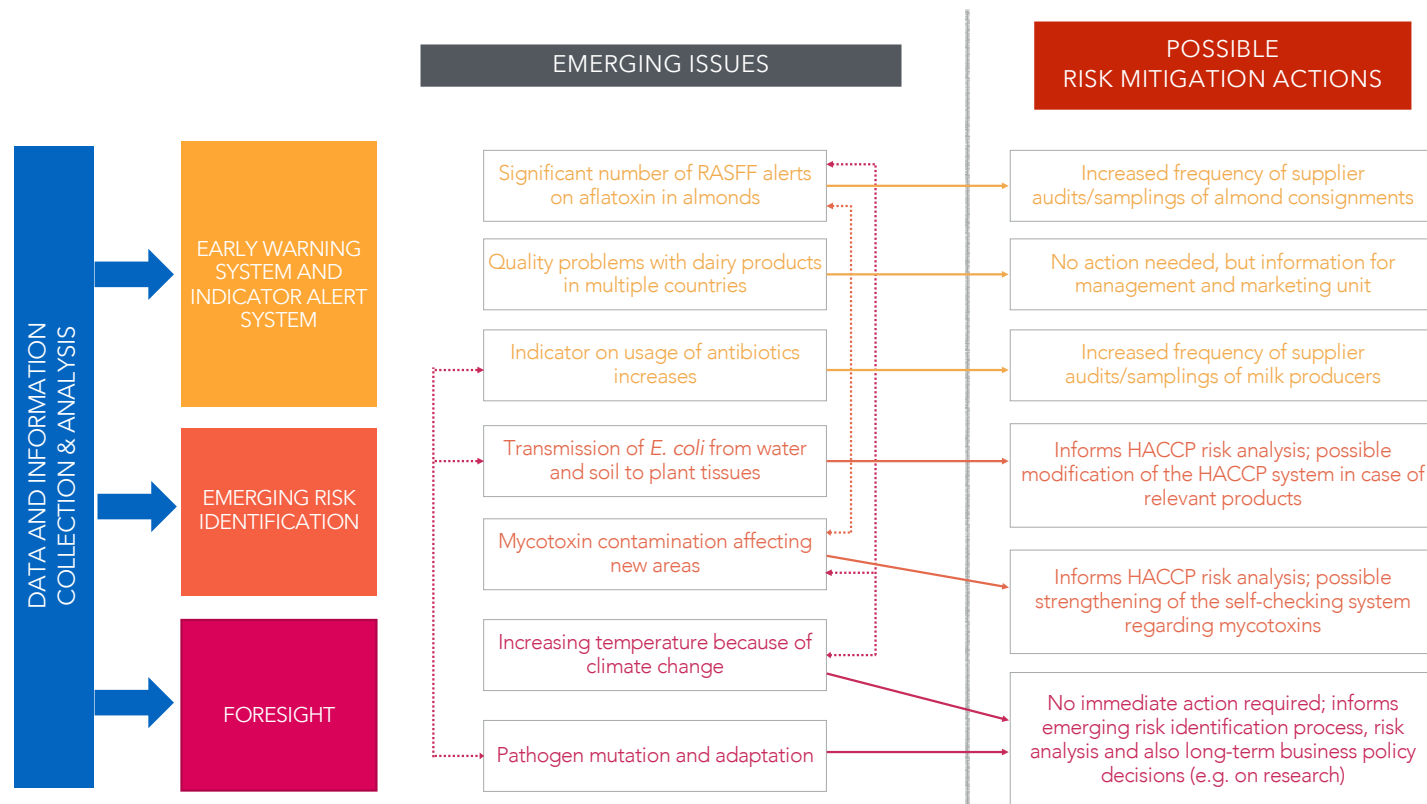 EMERGING ISSUES
POSSIBLE
RISK MITIGATION ACTIONS
DATA AND INFORMATION
COLLECTION & ANALYSIS
EARLY WARNING
SYSTEM AND
INDICATOR ALERT
SYSTEM
Significant number of RASFF alerts
on aflatoxin in almonds
Increased frequency of supplier
audits/samplings of almond consignments
Quality problems with dairy products
in multiple countries
No action needed, but information for
management and marketing unit
Indicator on usage of antibiotics
increases
Increased frequency of supplier
audits/samplings of milk producers
EMERGING RISK
IDENTIFICATION
Transmission of E. coli from water
and soil to plant tissues
Informs HACCP risk analysis; possible
modification of the HACCP system in case of
relevant products
Mycotoxin contamination affecting
new areas
Informs HACCP risk analysis; possible
strengthening of the self-checking system
regarding mycotoxins
FORESIGHT
Increasing temperature because of
climate change
Pathogen mutation and adaptation
No immediate action required; informs
emerging risk identification process, risk
analysis and also long-term business policy
decisions (e.g. on research)